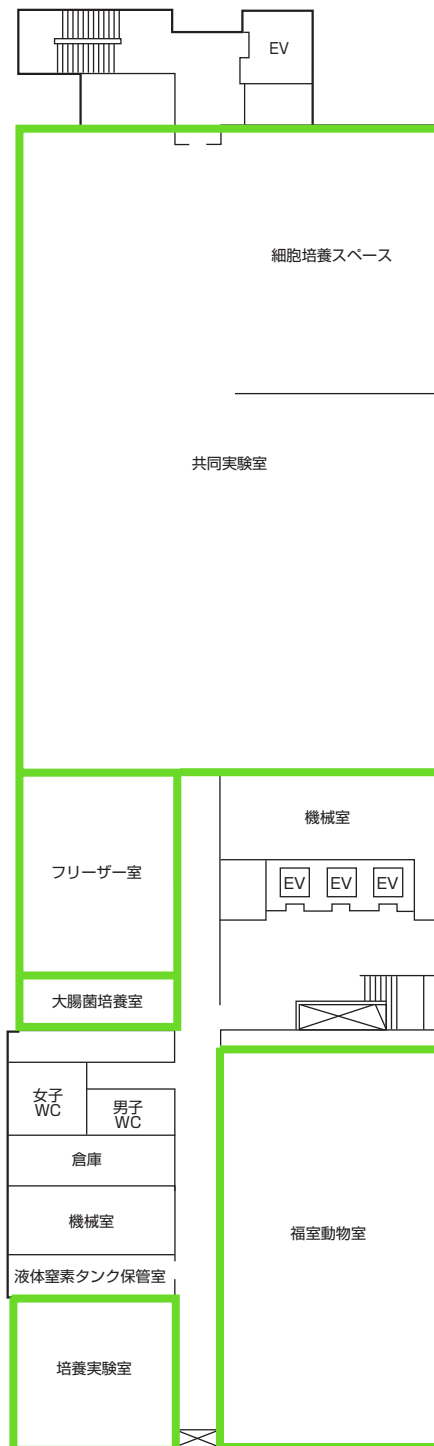 EV
細胞培養スペース
共同実験室
機械室
フリーザー室
EV EV EV
大腸菌培養室
女子
WC
男子
WC
倉庫
機械室
福室動物室
液体窒素タンク保管室
培養実験室